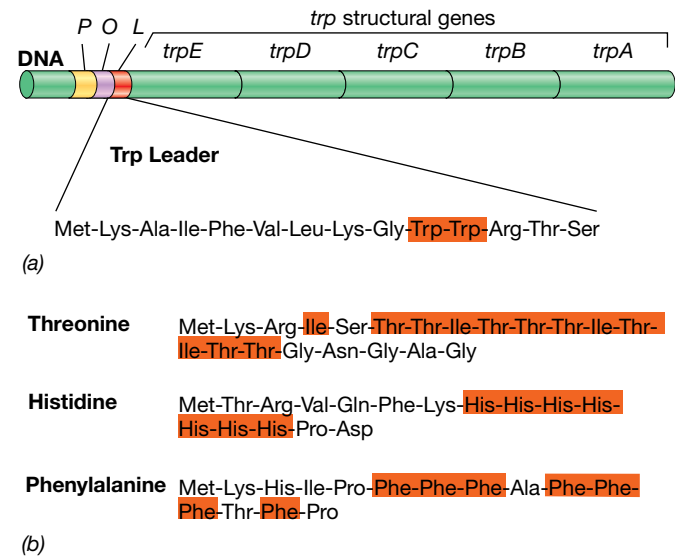 trp structural genes
P O L
DNA trpE trpD trpC trpB trpA
Trp Leader
Met-Lys-Ala-Ile-Phe-Val-Leu-Lys-Gly-Trp-Trp-Arg-Thr-Ser
(a)
Threonine Met-Lys-Arg-Ile-Ser-Thr-Thr-Ile-Thr-Thr-Thr-Ile-Thr-
Ile-Thr-Thr-Gly-Asn-Gly-Ala-Gly
Histidine Met-Thr-Arg-Val-Gln-Phe-Lys-His-His-His-His-
His-His-His-Pro-Asp
Phenylalanine Met-Lys-His-Ile-Pro-Phe-Phe-Phe-Ala-Phe-Phe-
Phe-Thr-Phe-Pro
(b)